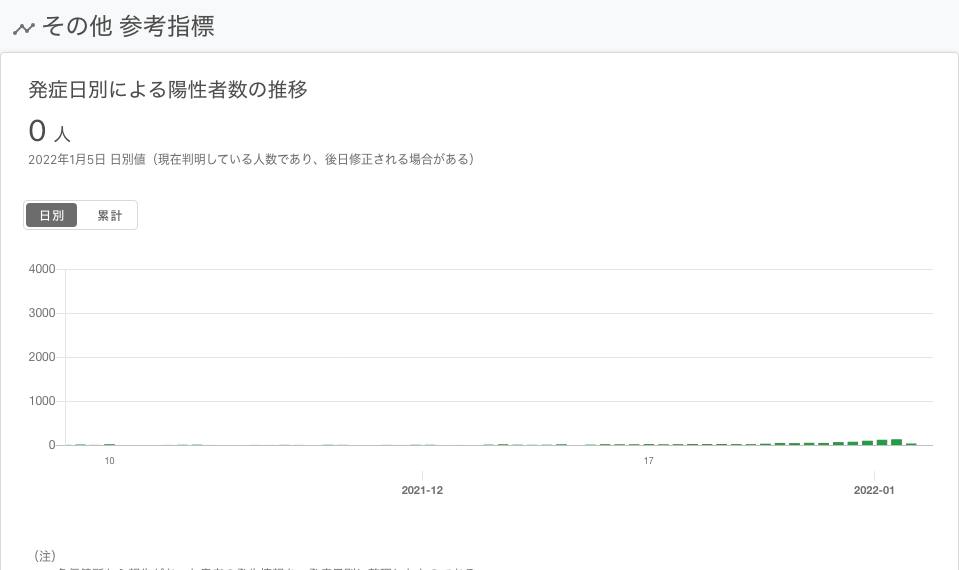 その他 参考指標
発症日別による陽性者数の推移
0 人
2022年1月5日 日別値（現在判明している人数であり、後日修正される場合がある）
日別 累計
4000
3000
2000
1000
0
10 17
2021-12 2022-01
（注）